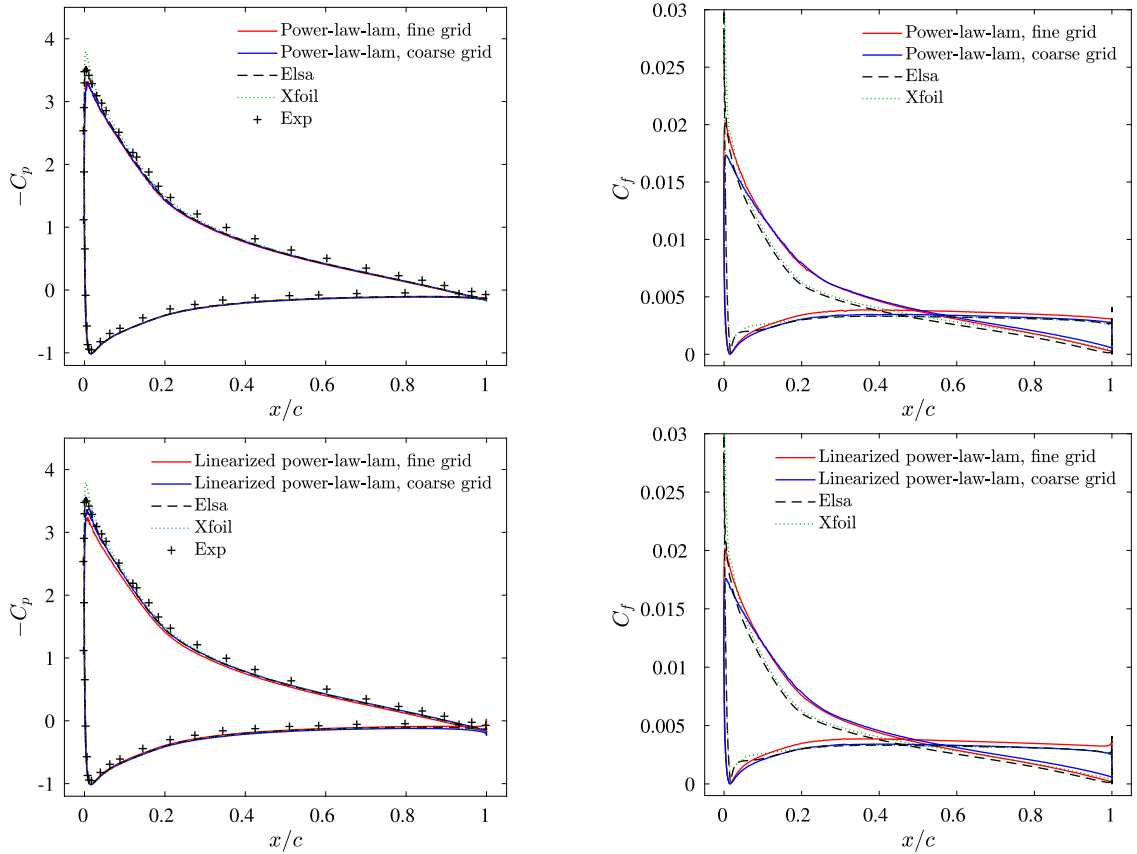 Power-law-lam, fine grid
Power-law-lam, coarse grid
Elsa
Xfoil
Exp
4
3
2
1
0
-1
−C_p
0
0.2
0.4
0.6
0.8
1
x/c
Power-law-lam, fine grid
Power-law-lam, coarse grid
Elsa
Xfoil
0.03
0.025
0.02
0.015
0.01
0.005
0
C_f
0
0.2
0.4
0.6
0.8
1
x/c
Linearized power-law-lam, fine grid
Linearized power-law-lam, coarse grid
Elsa
Xfoil
Exp
4
3
2
1
0
-1
−C_p
0
0.2
0.4
0.6
0.8
1
x/c
Linearized power-law-lam, fine grid
Linearized power-law-lam, coarse grid
Elsa
Xfoil
0.03
0.025
0.02
0.015
0.01
0.005
0
C_f
0
0.2
0.4
0.6
0.8
1
x/c